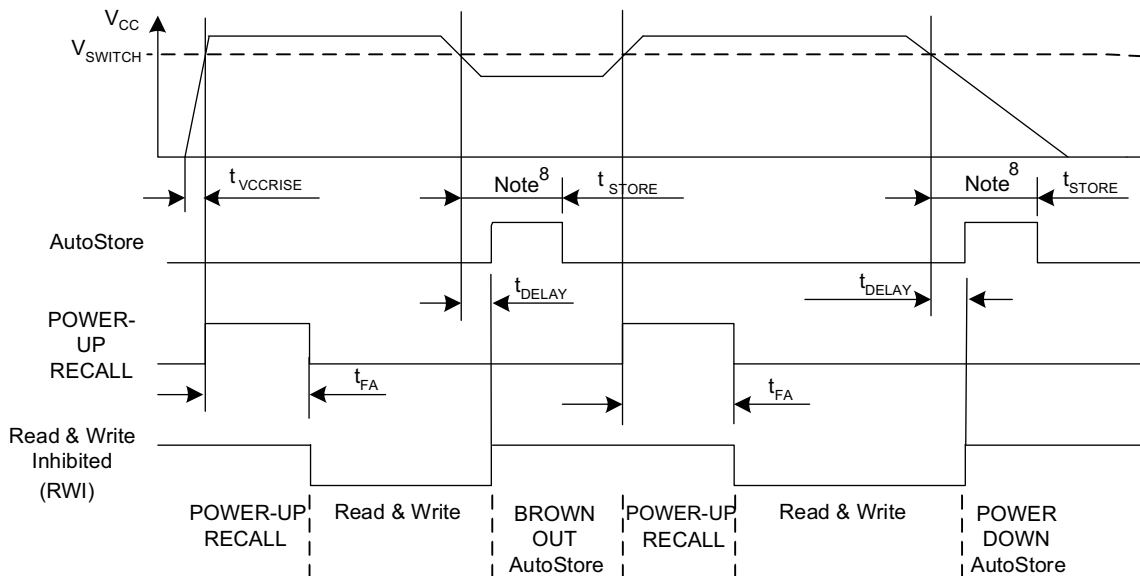 VCC
VSWITCH
tVCCRISE
Note8
tSTORE
Note8
tSTORE
AutoStore
tDELAY
tDELAY
POWER-
UP
RECALL
tFA
tFA
Read & Write
Inhibited
(RWI)
POWER-UP
RECALL
Read & Write
BROWN
OUT
AutoStore
POWER-UP
RECALL
Read & Write
POWER
DOWN
AutoStore